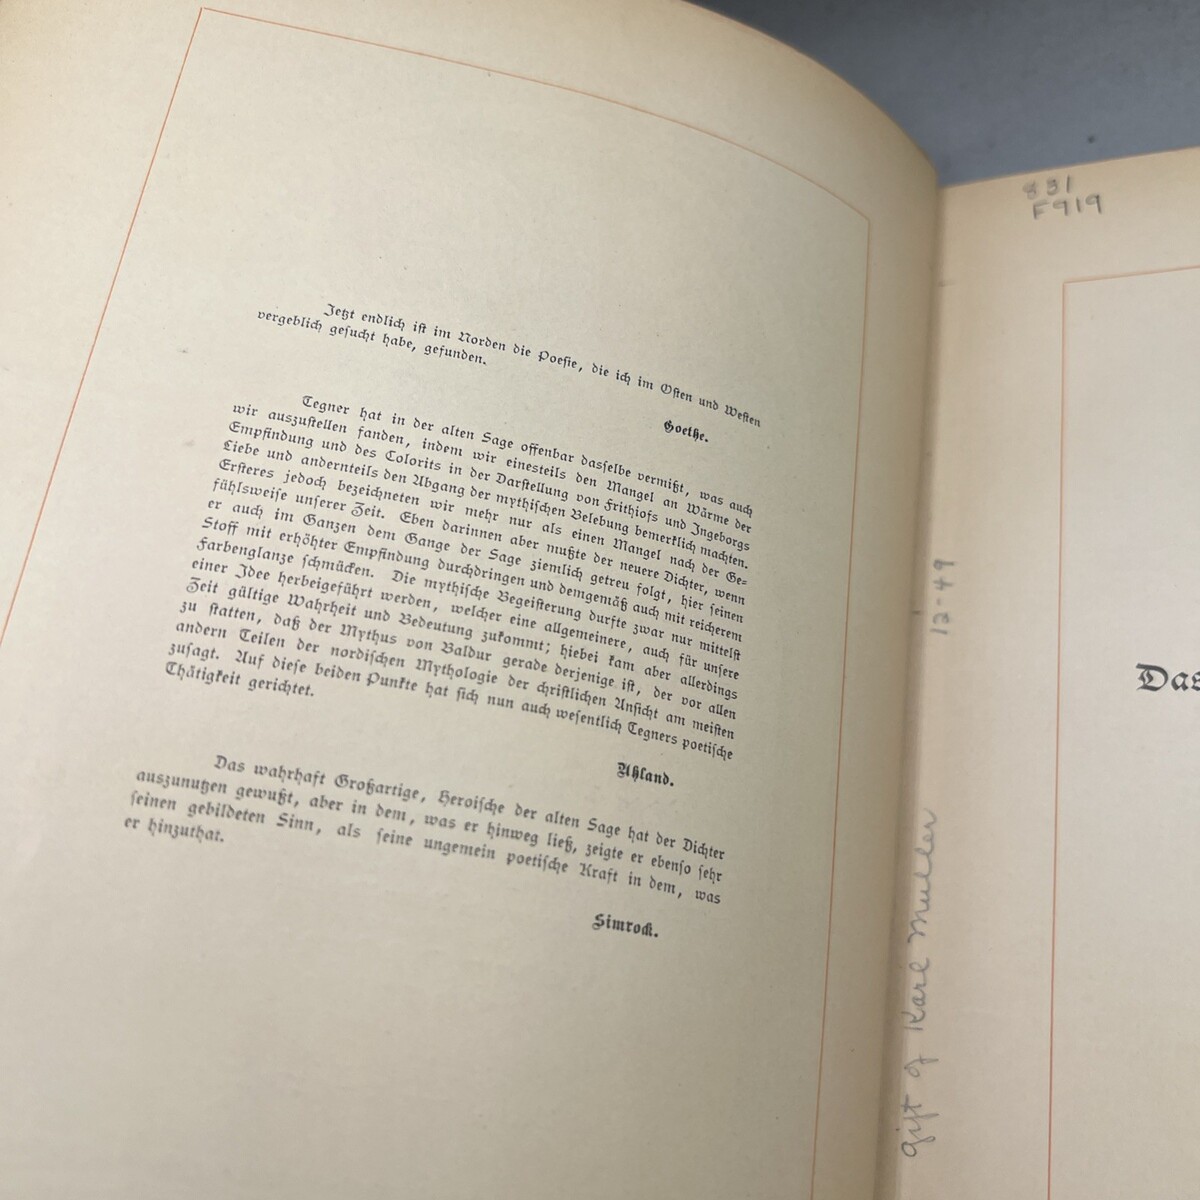 Jetzt endlich ist im Norden die Poesie, die ich im Osten und Westen
vergeblich gesucht habe, gefunden.
Goethe.
Tegner hat in der alten Sage offenbar dasselbe vermißt, was auch
wir auszustellen fanden, indem wir einesteils den Mangel an Wärme der
Empfindung und des Colorits in der Darstellung von Frithiofs und Ingeborgs
Liebe und andernteils den Abgang der mythischen Belebung bemerklich machten.
Ersteres jedoch bezeichneten wir mehr nur als einen Mangel nach der Ge-
fühlsweise unserer Zeit. Eben darinnen aber mußte der neuere Dichter, wenn
er auch im Ganzen dem Gange der Sage ziemlich getreu folgt, hier seinen
Stoff mit erhöhter Empfindung durchdringen und demgemäß auch mit reicherem
Farbenglanze schmücken. Die mythische Begeisterung durfte zwar nur mittelst
einer Idee herbeigeführt werden, welcher eine allgemeinere, auch für unsere
Zeit gültige Wahrheit und Bedeutung zukommt; hiebei kam aber allerdings
zu statten, daß der Mythus von Baldur gerade derjenige ist, der vor allen
andern Teilen der nordischen Mythologie der christlichen Ansicht am meisten
zusagt. Auf diese beiden Punkte hat sich nun auch wesentlich Tegners poetische
Thätigkeit gerichtet.
Uhland.
Das wahrhaft Großartige, Heroische der alten Sage hat der Dichter
auszunutzen gewußt, aber in dem, was er hinweg ließ, zeigte er ebenso sehr
seinen gebildeten Sinn, als seine ungemein poetische Kraft in dem, was
er hinzuthat.
Simrock.
831
F919
Gift of Karl Muller 12-49
Das